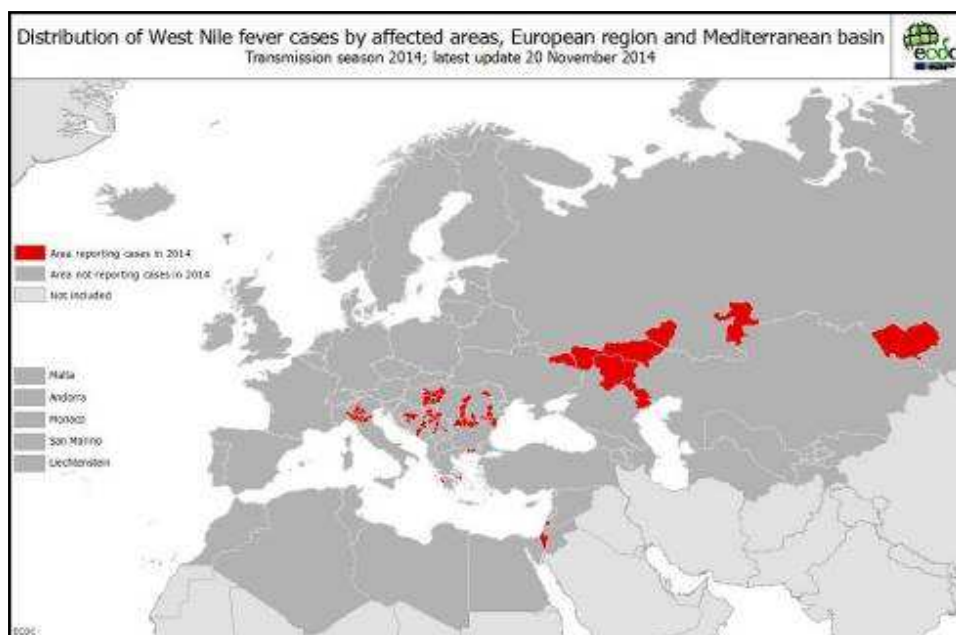 Distribution of West Nile fever cases by affected areas, European region and Mediterranean basin
Transmission season 2014; latest update 20 November 2014
ecdc
Area reporting cases in 2014
Area not reporting cases in 2014
Not included
Malta
Andorra
Monaco
San Marino
Liechtenstein
ECDC